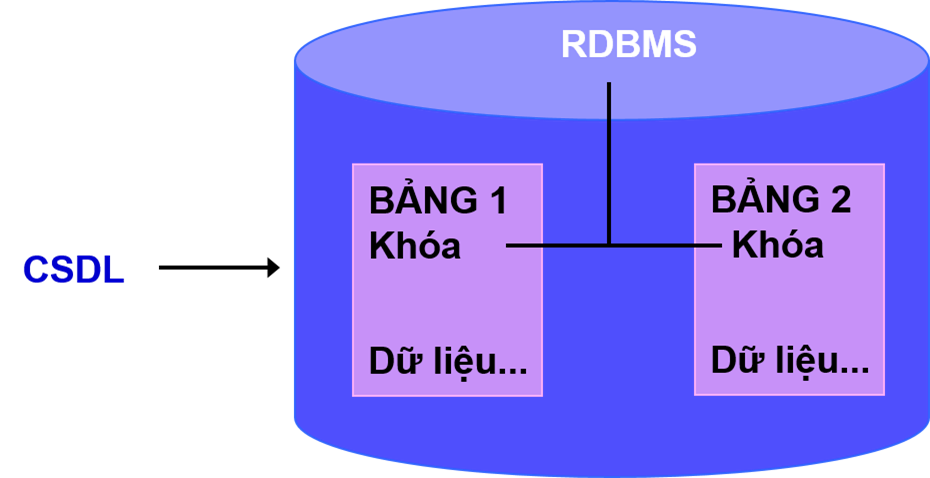 RDBMS
BẢNG 1
Khóa
Dữ liệu...
BẢNG 2
Khóa
Dữ liệu...
CSDL